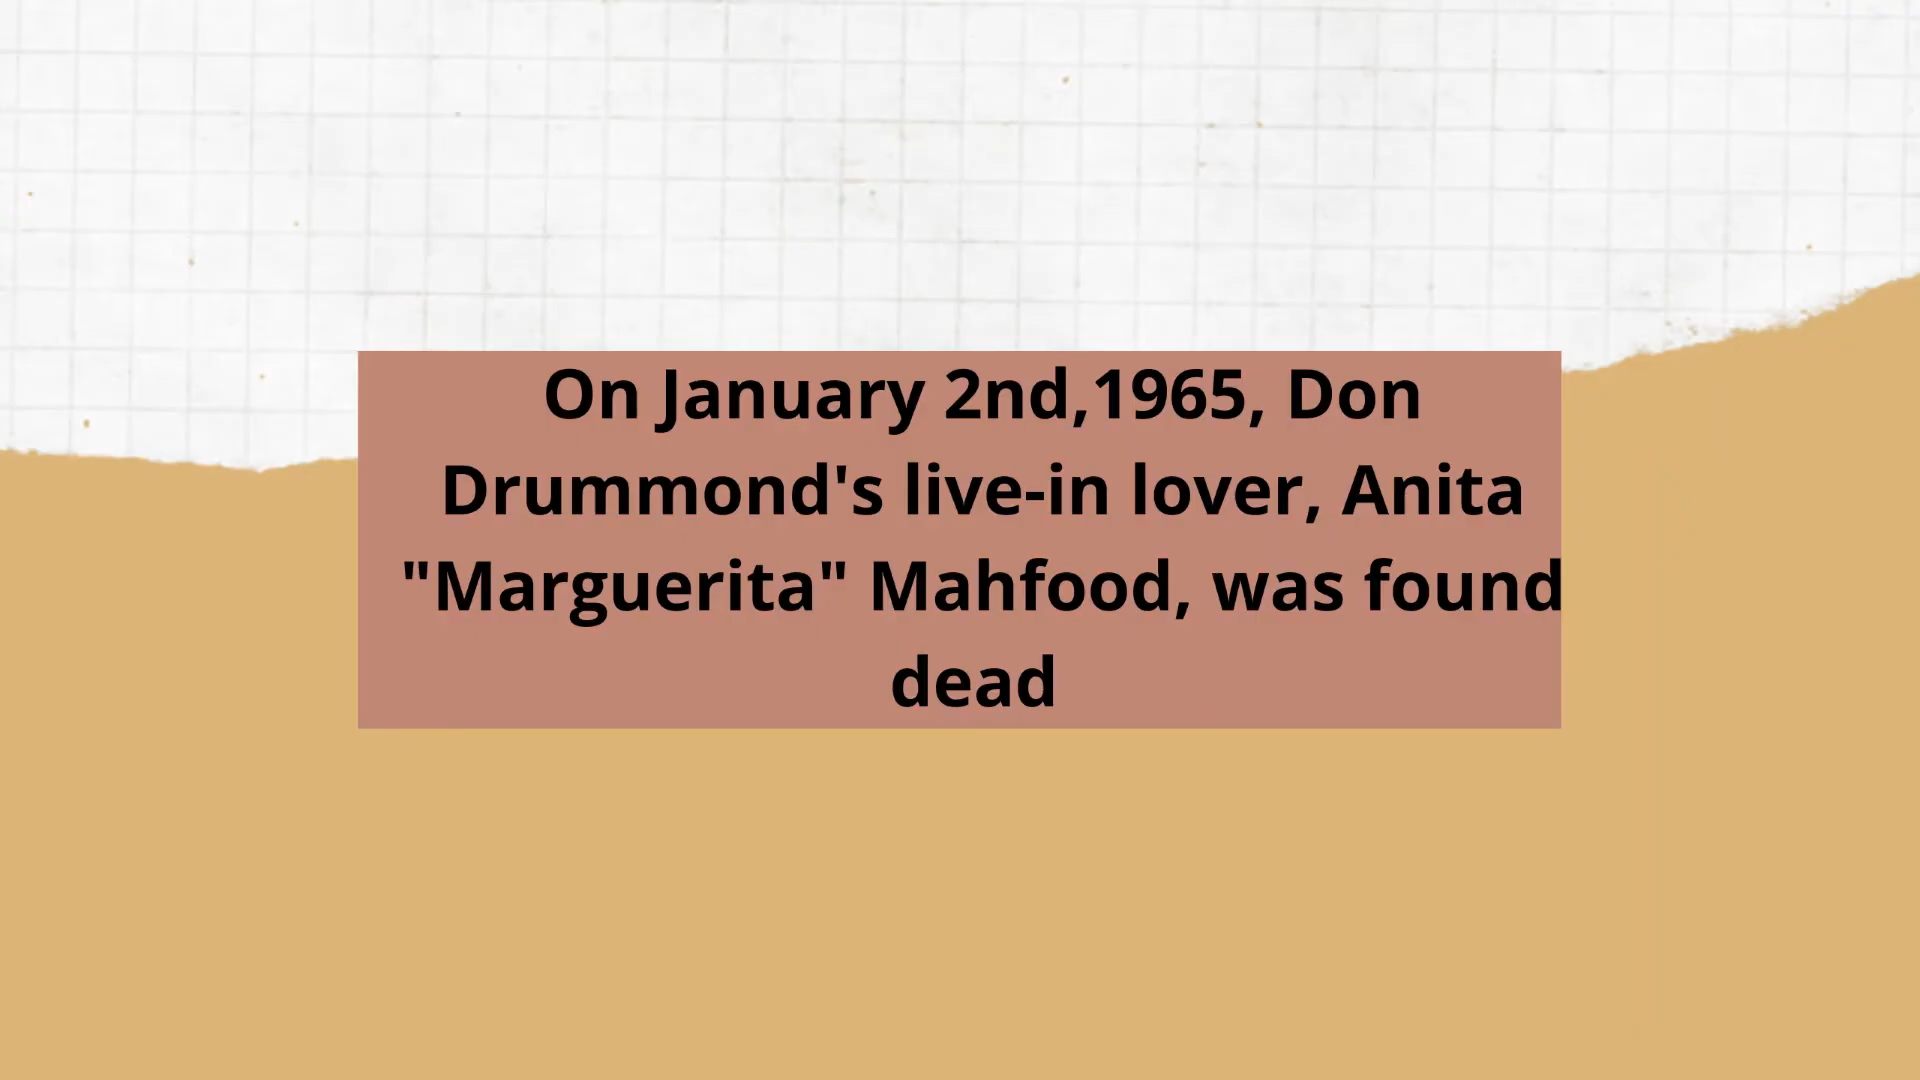 On January 2nd,1965, Don
Drummond's live-in lover, Anita
"Marguerita" Mahfood, was found
dead